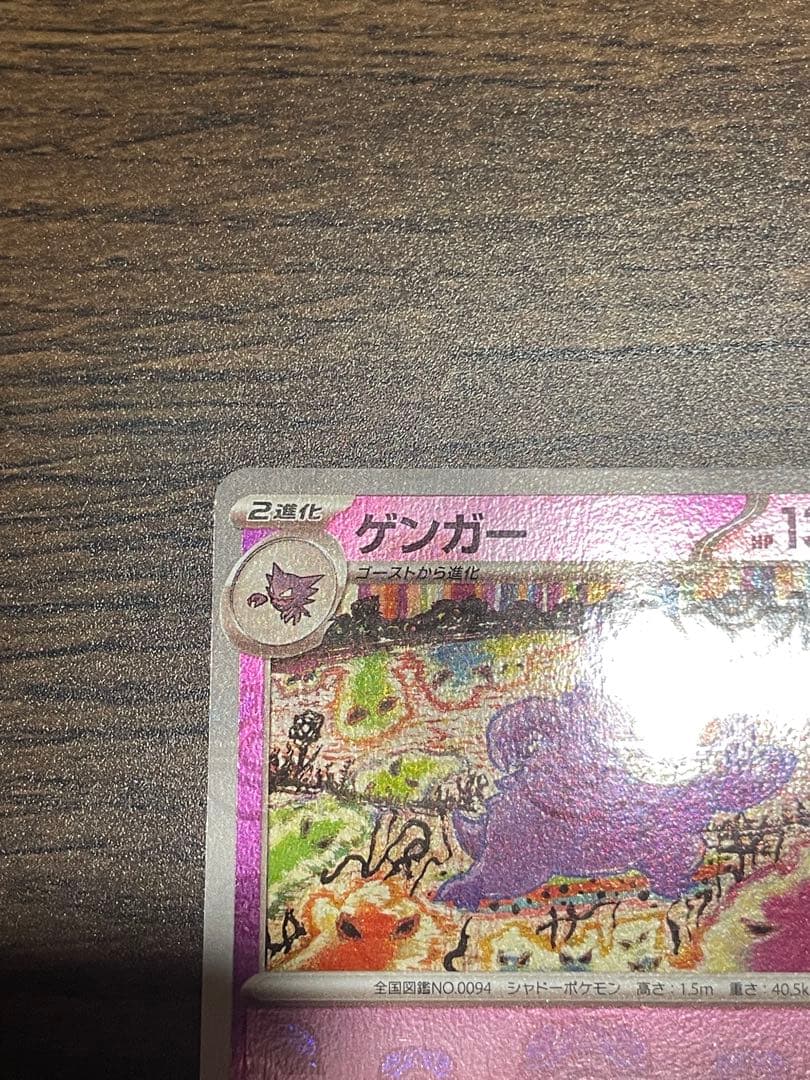 2進化
ゲンガー
HP 13
ゴーストから進化
全国図鑑NO.0094 シャドーポケモン 高さ:1.5m 重さ:40.5k